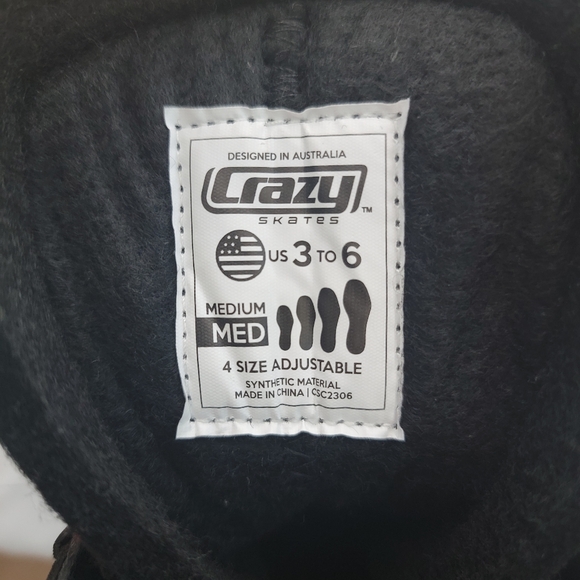 DESIGNED IN AUSTRALIA
Crazy™
SKATES
US 3 TO 6
MEDIUM
MED
4 SIZE ADJUSTABLE
SYNTHETIC MATERIAL
MADE IN CHINA | CSC2306